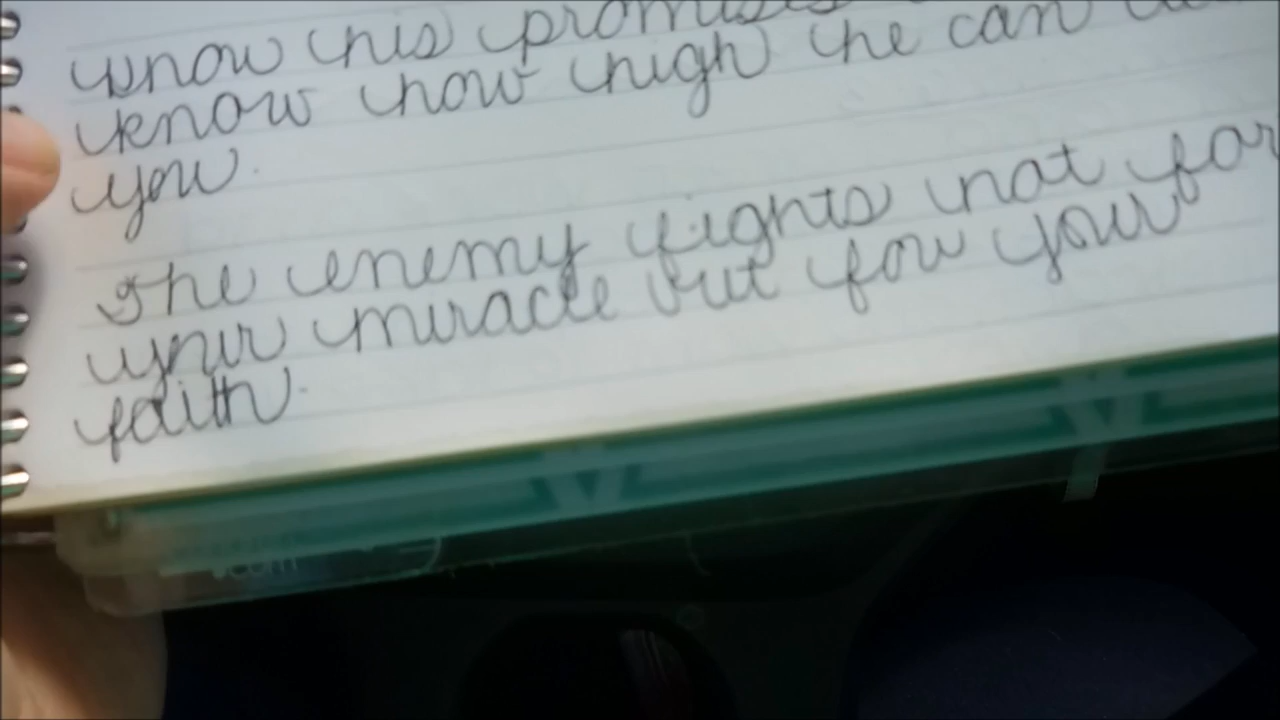 know his promises
know how high he can
you.
The enemy fights not for
your miracle but for your
faith.
.com